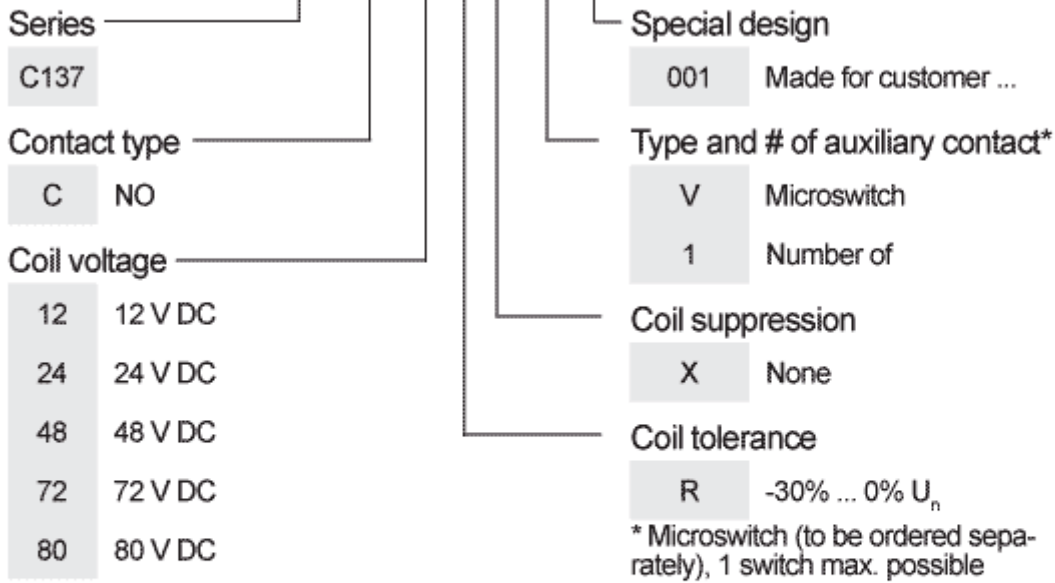 Series
C137
Contact type
C NO
Coil voltage
12 12 V DC
24 24 V DC
48 48 V DC
72 72 V DC
80 80 V DC
Special design
001 Made for customer ...
Type and # of auxiliary contact*
V Microswitch
1 Number of
Coil suppression
X None
Coil tolerance
R -30% ... 0% Un
* Microswitch (to be ordered sepa-
rately), 1 switch max. possible